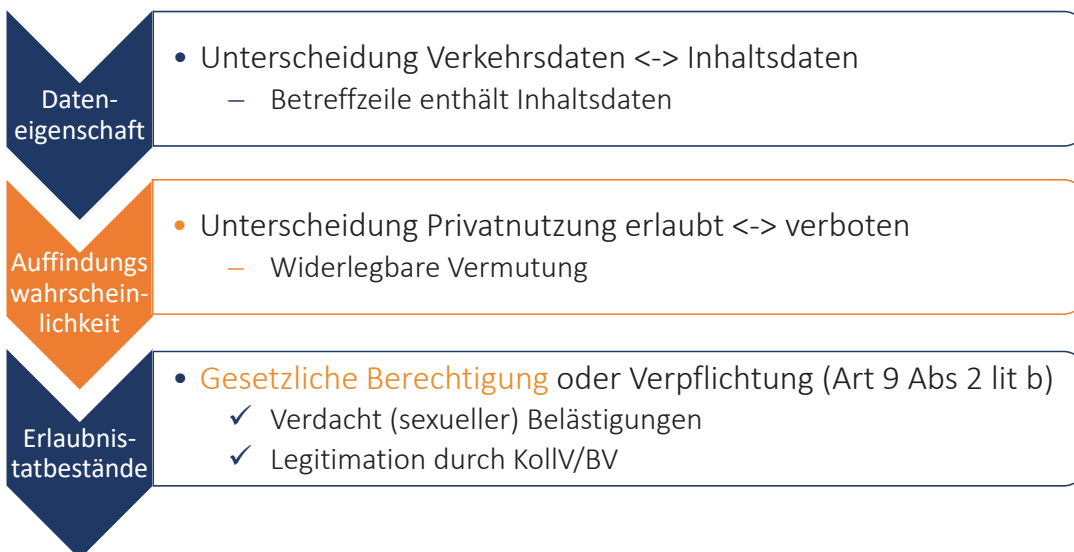 Daten-
eigenschaft
• Unterscheidung Verkehrsdaten <-> Inhaltsdaten
– Betreffzeile enthält Inhaltsdaten
Auffindungs
wahrschein-
lichkeit
• Unterscheidung Privatnutzung erlaubt <-> verboten
– Widerlegbare Vermutung
Erlaubnis-
tatbestände
• Gesetzliche Berechtigung oder Verpflichtung (Art 9 Abs 2 lit b)
✓ Verdacht (sexueller) Belästigungen
✓ Legitimation durch KollV/BV